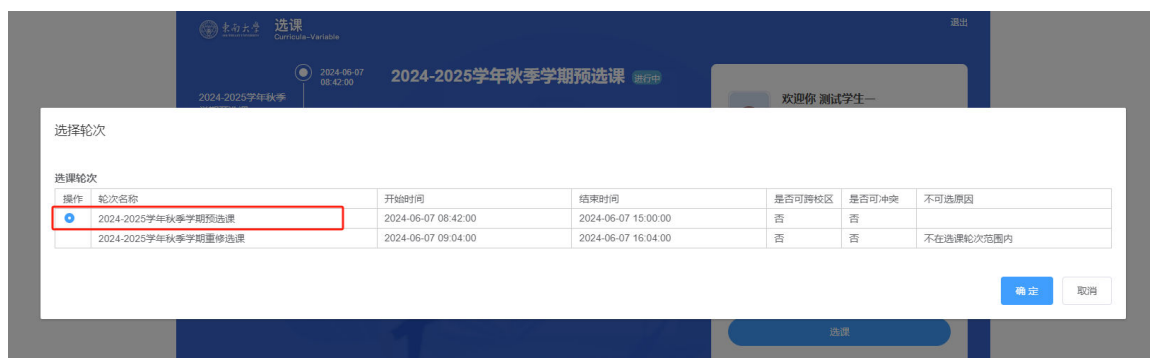 东南大学 选课 退出
Curricula-Variable
2024-06-07
08:42:00
2024-2025学年秋季学期预选课 进行中
2024-2025学年秋季
欢迎你 测试学生一
选择轮次
选课轮次
操作 轮次名称 开始时间 结束时间 是否可跨校区 是否可冲突 不可选原因
2024-2025学年秋季学期预选课 2024-06-07 08:42:00 2024-06-07 15:00:00 否 否
2024-2025学年秋季学期重修选课 2024-06-07 09:04:00 2024-06-07 16:04:00 否 否 不在选课轮次范围内
确定 取消
选课